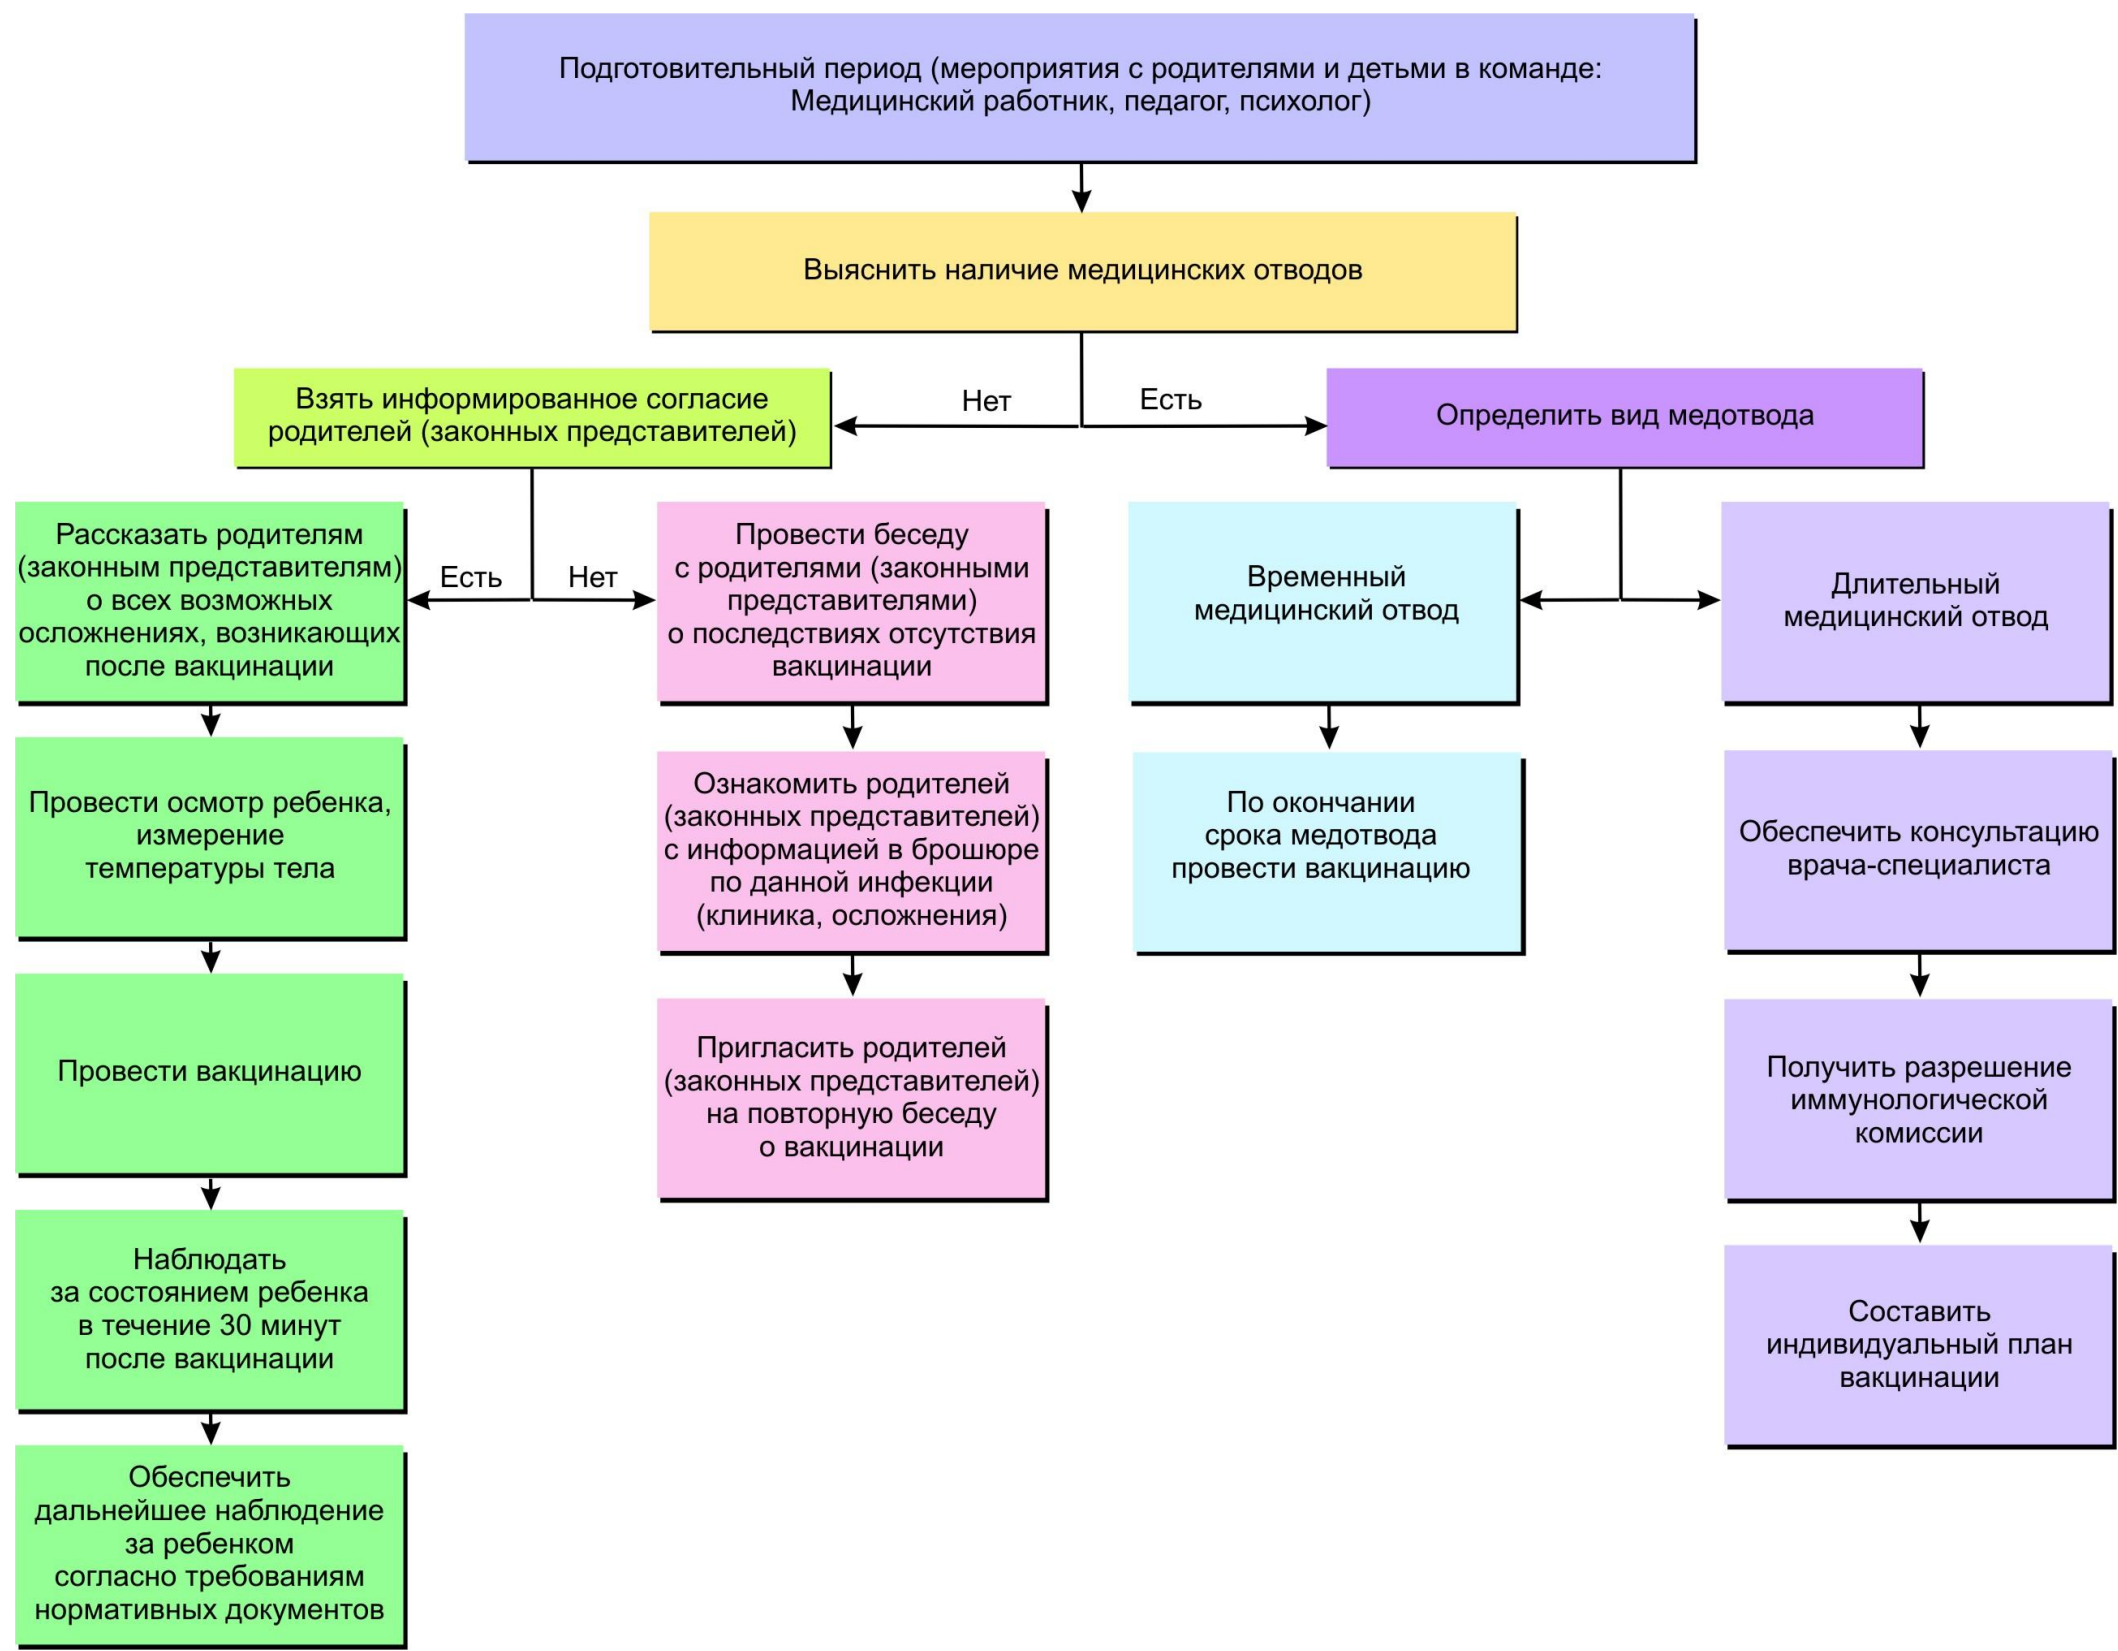 Подготовительный период (мероприятия с родителями и детьми в команде:
Медицинский работник, педагог, психолог)
Выяснить наличие медицинских отводов
Нет
Есть
Взять информированное согласие
родителей (законных представителей)
Определить вид медотвода
Есть
Нет
Рассказать родителям
(законным представителям)
о всех возможных
осложнениях, возникающих
после вакцинации
Провести осмотр ребенка,
измерение
температуры тела
Провести вакцинацию
Наблюдать
за состоянием ребенка
в течение 30 минут
после вакцинации
Обеспечить
дальнейшее наблюдение
за ребенком
согласно требованиям
нормативных документов
Провести беседу
с родителями (законными
представителями)
о последствиях отсутствия
вакцинации
Ознакомить родителей
(законных представителей)
с информацией в брошюре
по данной инфекции
(клиника, осложнения)
Пригласить родителей
(законных представителей)
на повторную беседу
о вакцинации
Временный
медицинский отвод
По окончании
срока медотвода
провести вакцинацию
Длительный
медицинский отвод
Обеспечить консультацию
врача-специалиста
Получить разрешение
иммунологической
комиссии
Составить
индивидуальный план
вакцинации